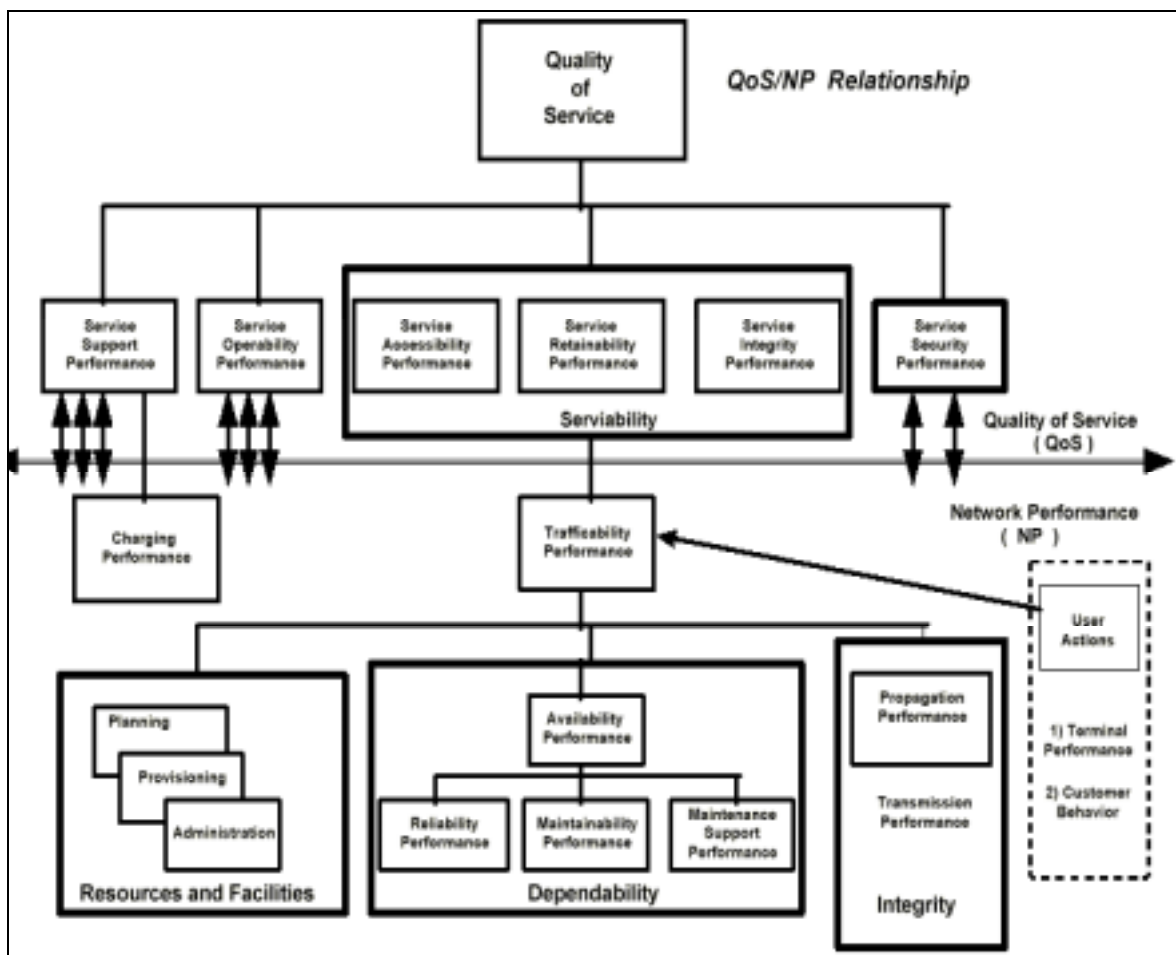 Quality
of
Service
QoS/NP Relationship
Service
Support
Performance
Service
Operability
Performance
Service
Accessibility
Performance
Service
Retainability
Performance
Service
Integrity
Performance
Service
Security
Performance
Serviability
Quality of Service
( QoS )
Charging
Performance
Trafficability
Performance
Network Performance
( NP )
User
Actions
1) Terminal
Performance
2) Customer
Behavior
Planning
Provisioning
Administration
Resources and Facilities
Availability
Performance
Reliability
Performance
Maintainability
Performance
Maintenance
Support
Performance
Dependability
Propagation
Performance
Transmission
Performance
Integrity